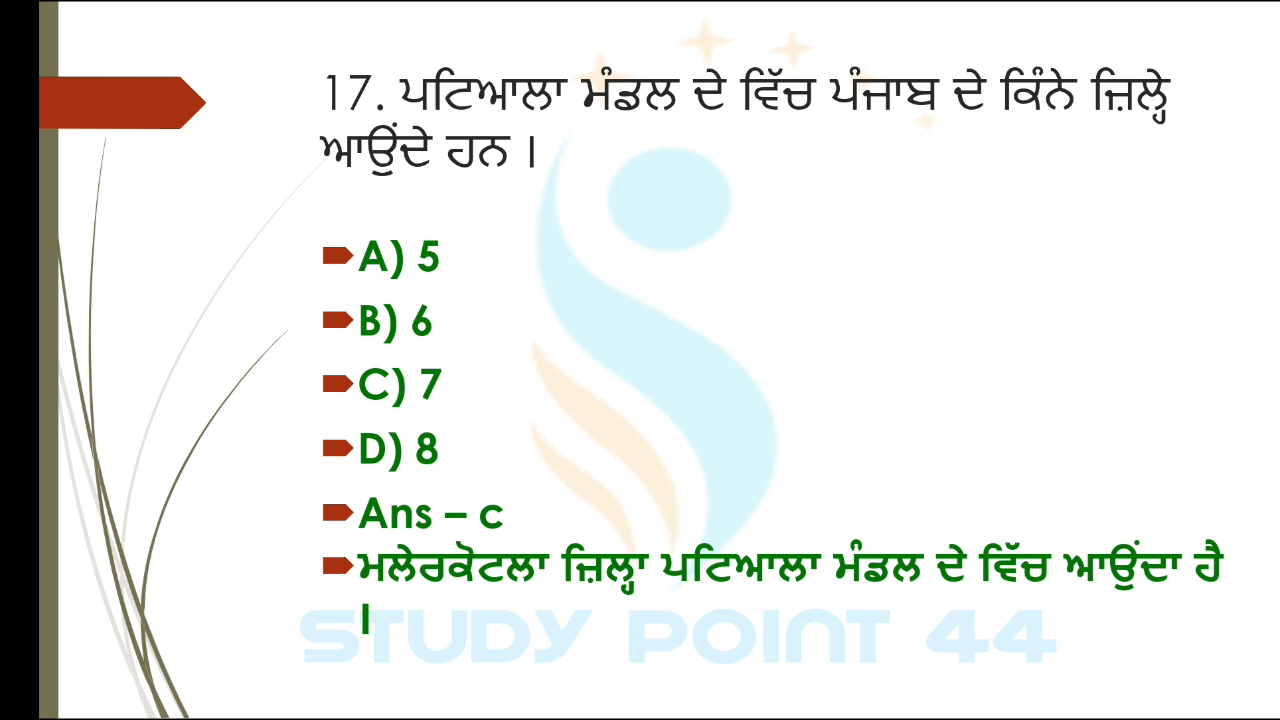 17. ਪਟਿਆਲਾ ਮੰਡਲ ਦੇ ਵਿੱਚ ਪੰਜਾਬ ਦੇ ਕਿੰਨੇ ਜ਼ਿਲ੍ਹੇ
ਆਉਂਦੇ ਹਨ ।
A) 5
B) 6
C) 7
D) 8
Ans – c
ਮਲੇਰਕੋਟਲਾ ਜ਼ਿਲ੍ਹਾ ਪਟਿਆਲਾ ਮੰਡਲ ਦੇ ਵਿੱਚ ਆਉਂਦਾ ਹੈ
।
STUDY POINT 44